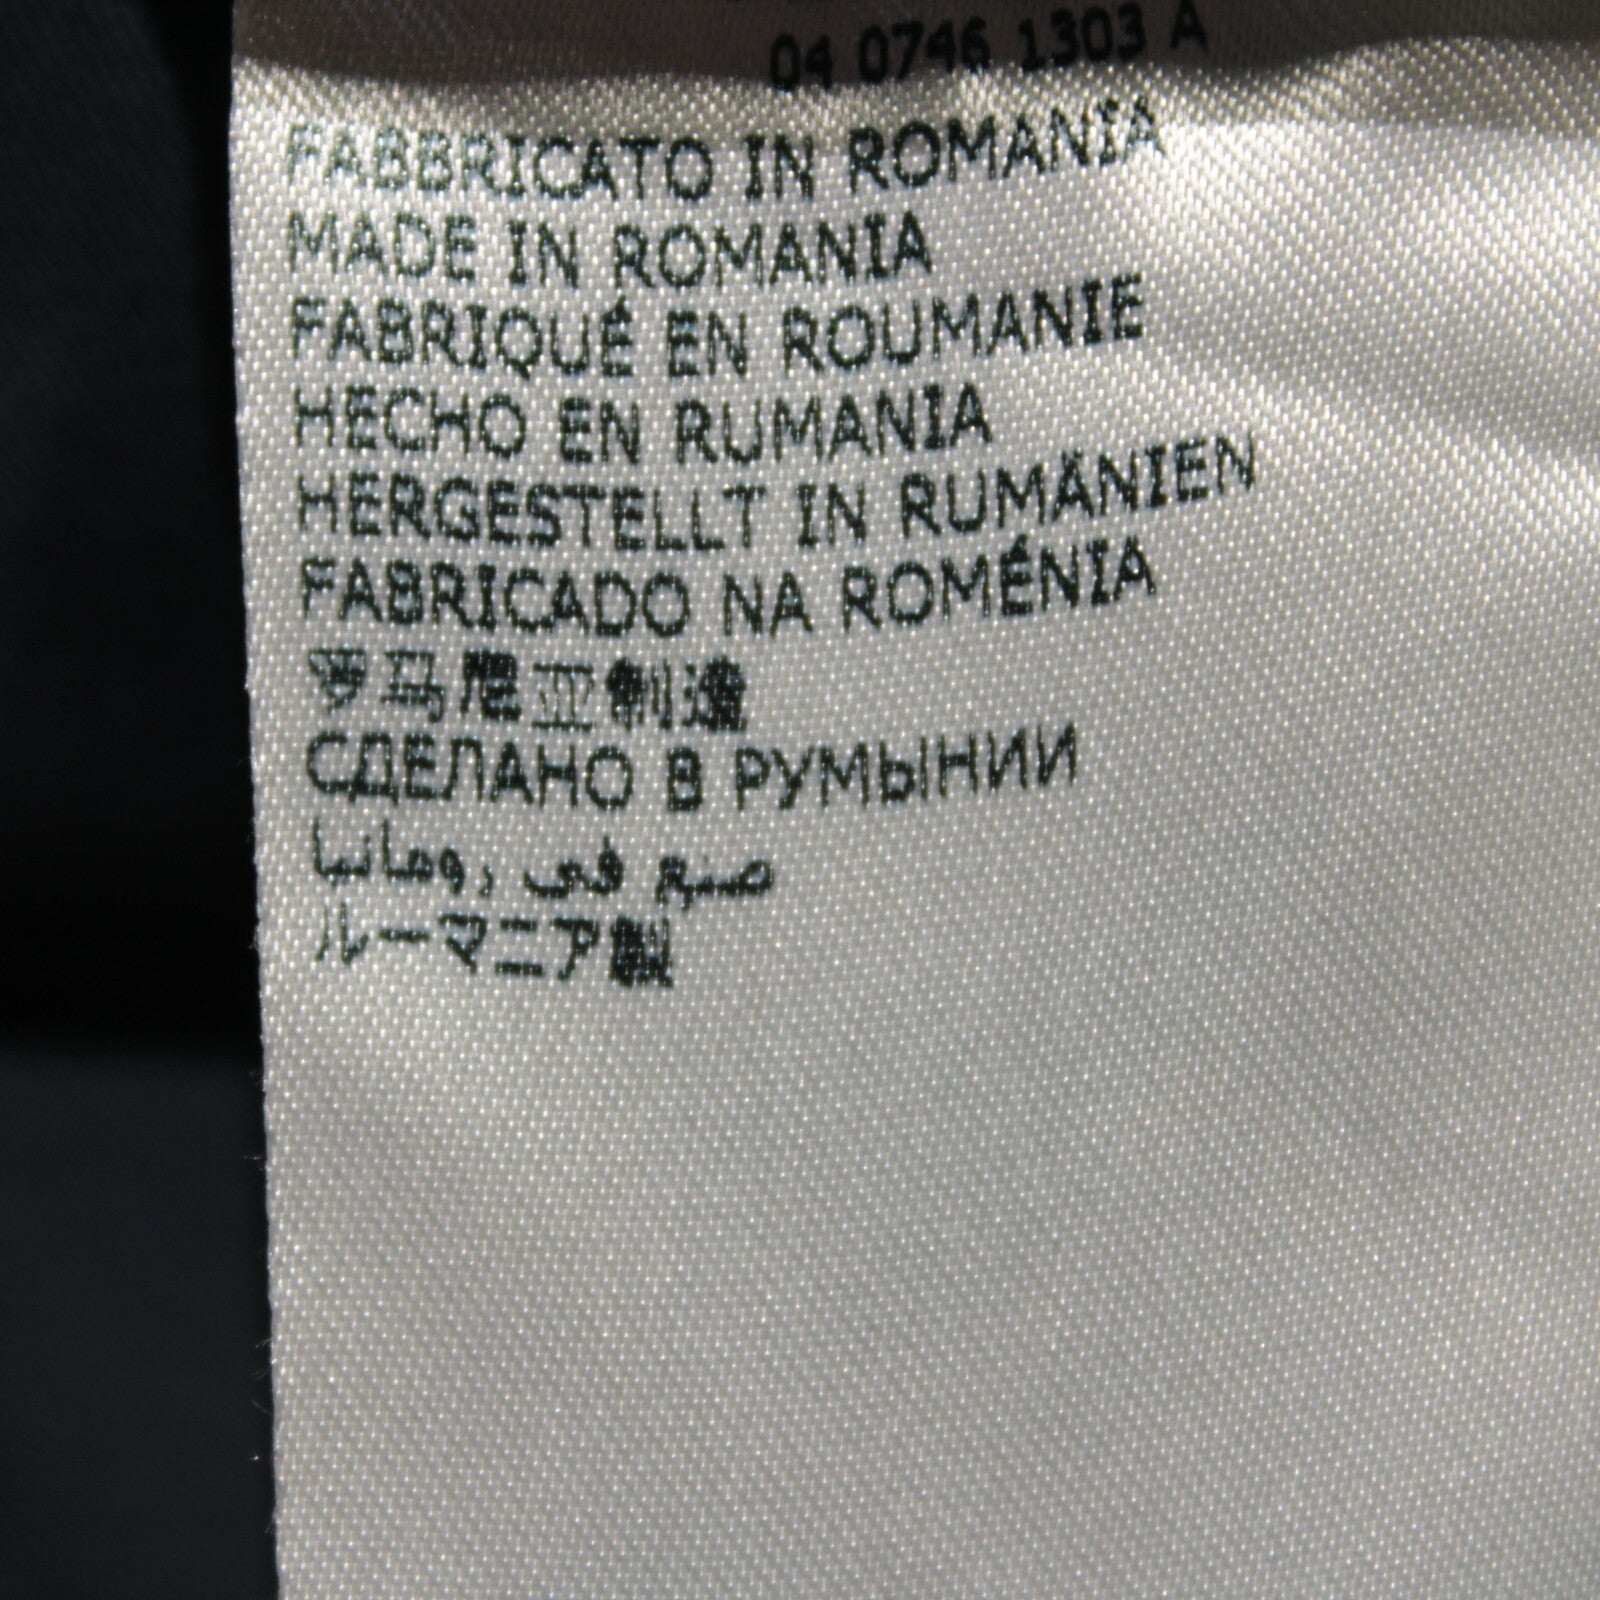 04 0746 1303 A
FABBRICATO IN ROMANIA
MADE IN ROMANIA
FABRIQUÉ EN ROUMANIE
HECHO EN RUMANIA
HERGESTELLT IN RUMÄNIEN
FABRICADO NA ROMÉNIA
罗马尼亚制造
СДЕЛАНО В РУМЫНИИ
صنع في رومانيا
ルーマニア製